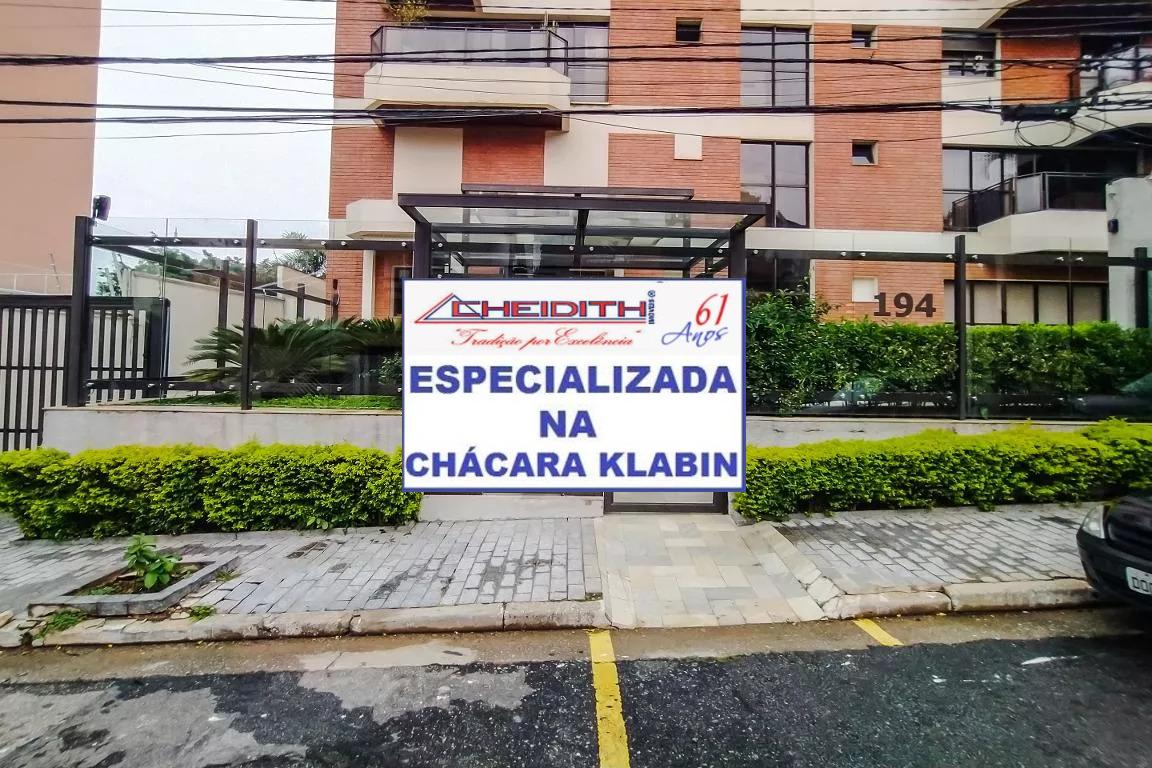 CHEIDITH
IMÓVEIS ®
"Tradição por Excelência"
61
Anos
194
ESPECIALIZADA
NA
CHÁCARA KLABIN